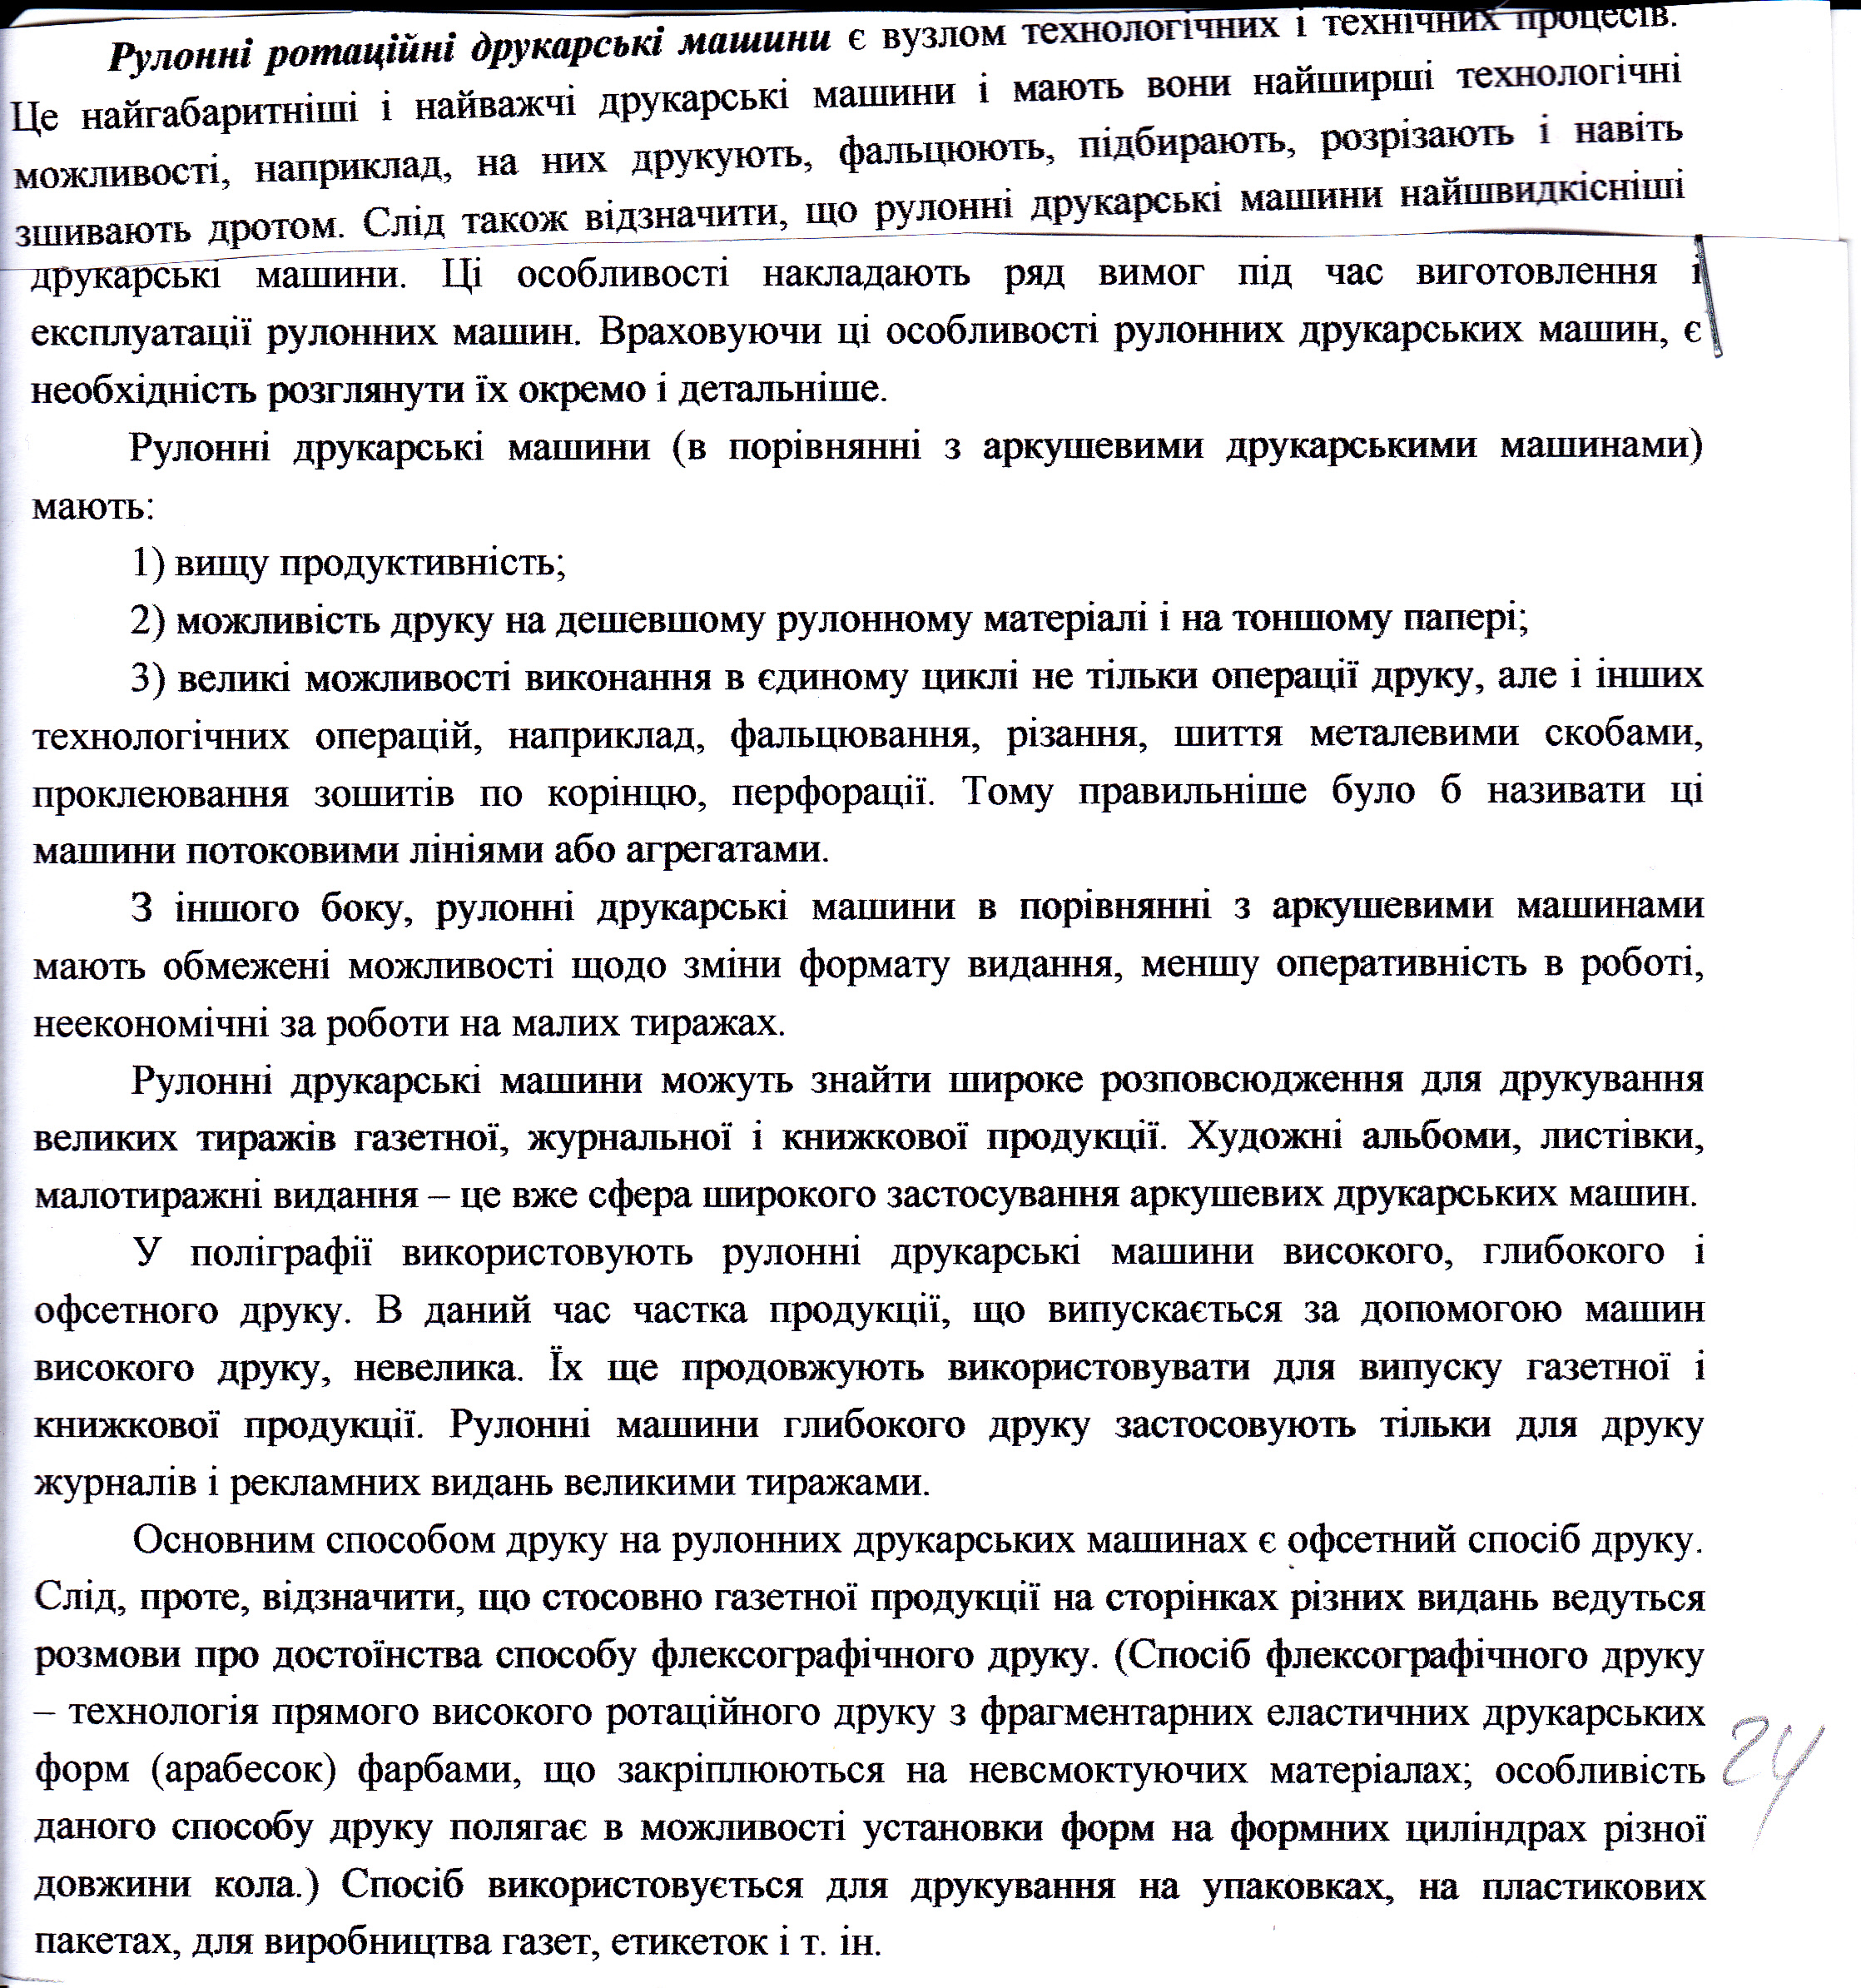 Рулонні ротаційні друкарські машини є вузлом технологічних і технічних процесів.
Це найгабаритніші і найважчі друкарські машини і мають вони найширші технологічні
можливості, наприклад, на них друкують, фальцюють, підбирають, розрізають і навіть
зшивають дротом. Слід також відзначити, що рулонні друкарські машини найшвидкісніші
друкарські машини. Ці особливості накладають ряд вимог під час виготовлення і
експлуатації рулонних машин. Враховуючи ці особливості рулонних друкарських машин, є
необхідність розглянути їх окремо і детальніше.
Рулонні друкарські машини (в порівнянні з аркушевими друкарськими машинами)
мають:
1) вищу продуктивність;
2) можливість друку на дешевшому рулонному матеріалі і на тоншому папері;
3) великі можливості виконання в єдиному циклі не тільки операції друку, але і інших
технологічних операцій, наприклад, фальцювання, різання, шиття металевими скобами,
проклеювання зошитів по корінцю, перфорації. Тому правильніше було б називати ці
машини потоковими лініями або агрегатами.
З іншого боку, рулонні друкарські машини в порівнянні з аркушевими машинами
мають обмежені можливості щодо зміни формату видання, меншу оперативність в роботі,
неекономічні за роботи на малих тиражах.
Рулонні друкарські машини можуть знайти широке розповсюдження для друкування
великих тиражів газетної, журнальної і книжкової продукції. Художні альбоми, листівки,
малотиражні видання – це вже сфера широкого застосування аркушевих друкарських машин.
У поліграфії використовують рулонні друкарські машини високого, глибокого і
офсетного друку. В даний час частка продукції, що випускається за допомогою машин
високого друку, невелика. Їх ще продовжують використовувати для випуску газетної і
книжкової продукції. Рулонні машини глибокого друку застосовують тільки для друку
журналів і рекламних видань великими тиражами.
Основним способом друку на рулонних друкарських машинах є офсетний спосіб друку.
Слід, проте, відзначити, що стосовно газетної продукції на сторінках різних видань ведуться
розмови про достоїнства способу флексографічного друку. (Спосіб флексографічного друку
– технологія прямого високого ротаційного друку з фрагментарних еластичних друкарських
форм (арабесок) фарбами, що закріплюються на невсмоктуючих матеріалах; особливість
24
даного способу друку полягає в можливості установки форм на формних циліндрах різної
довжини кола.) Спосіб використовується для друкування на упаковках, на пластикових
пакетах, для виробництва газет, етикеток і т. ін.